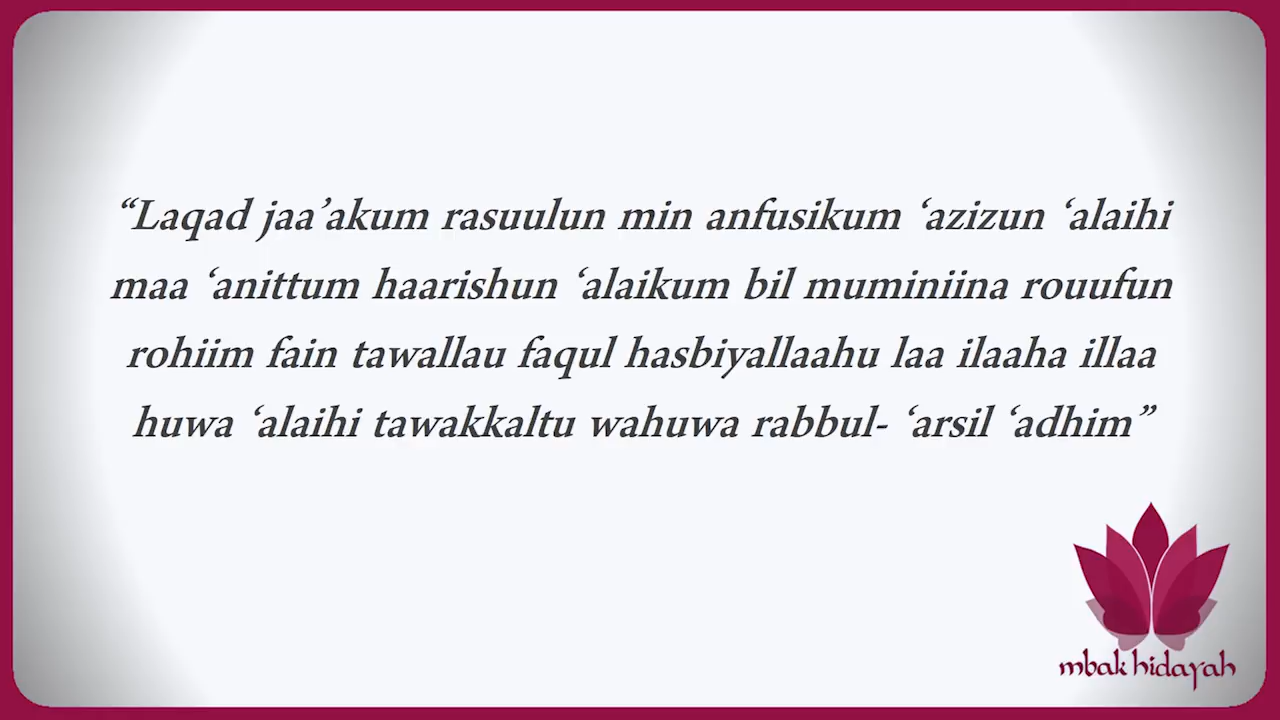 “Laqad jaa’akum rasuulun min anfusikum ‘azizun ‘alaihi
maa ‘anittum haarishun ‘alaikum bil muminiina rouufun
rohiim fain tawallau faqul hasbiyallaahu laa ilaaha illaa
huwa ‘alaihi tawakkaltu wahuwa rabbul- ‘arsil ‘adhim”
mbak hidayah